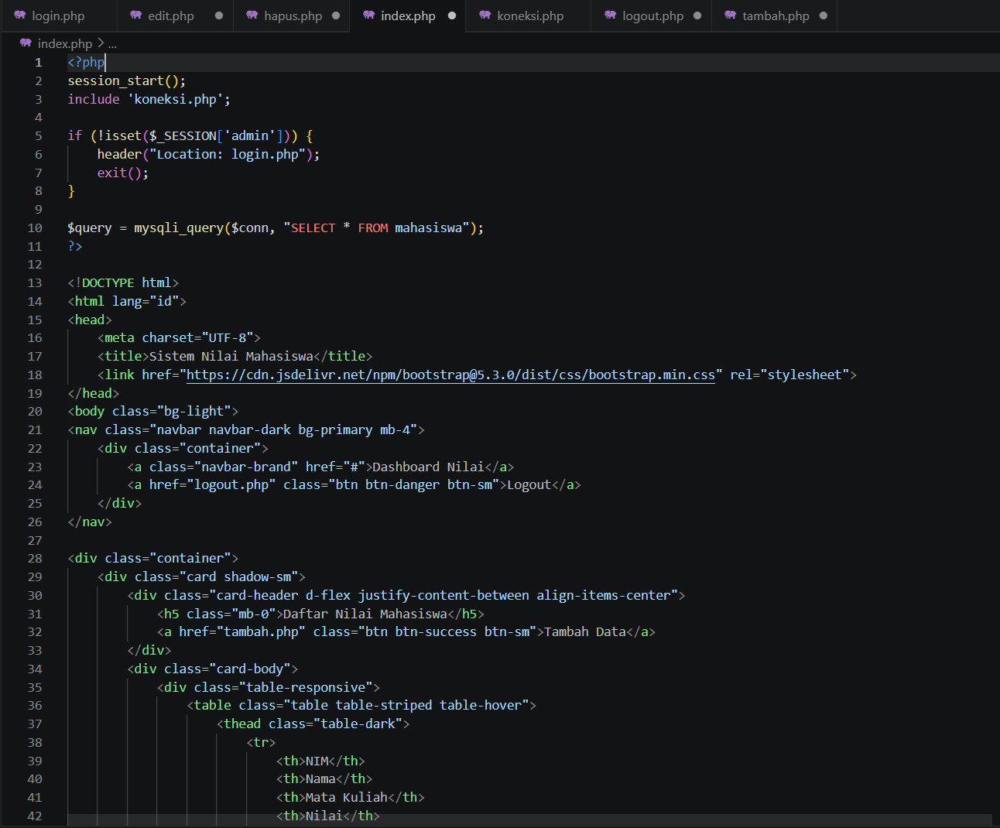 login.php edit.php hapus.php index.php koneksi.php logout.php tambah.php
index.php > ...
1 <?php
2 session_start();
3 include 'koneksi.php';
4
5 if (!isset($_SESSION['admin'])) {
6     header("Location: login.php");
7     exit();
8 }
9
10 $query = mysqli_query($conn, "SELECT * FROM mahasiswa");
11 ?>
12
13 <!DOCTYPE html>
14 <html lang="id">
15 <head>
16     <meta charset="UTF-8">
17     <title>Sistem Nilai Mahasiswa</title>
18     <link href="https://cdn.jsdelivr.net/npm/bootstrap@5.3.0/dist/css/bootstrap.min.css" rel="stylesheet">
19 </head>
20 <body class="bg-light">
21 <nav class="navbar navbar-dark bg-primary mb-4">
22     <div class="container">
23         <a class="navbar-brand" href="#">Dashboard Nilai</a>
24         <a href="logout.php" class="btn btn-danger btn-sm">Logout</a>
25     </div>
26 </nav>
27
28 <div class="container">
29     <div class="card shadow-sm">
30         <div class="card-header d-flex justify-content-between align-items-center">
31             <h5 class="mb-0">Daftar Nilai Mahasiswa</h5>
32             <a href="tambah.php" class="btn btn-success btn-sm">Tambah Data</a>
33         </div>
34         <div class="card-body">
35             <div class="table-responsive">
36                 <table class="table table-striped table-hover">
37                     <thead class="table-dark">
38                         <tr>
39                             <th>NIM</th>
40                             <th>Nama</th>
41                             <th>Mata Kuliah</th>
42                             <th>Nilai</th>